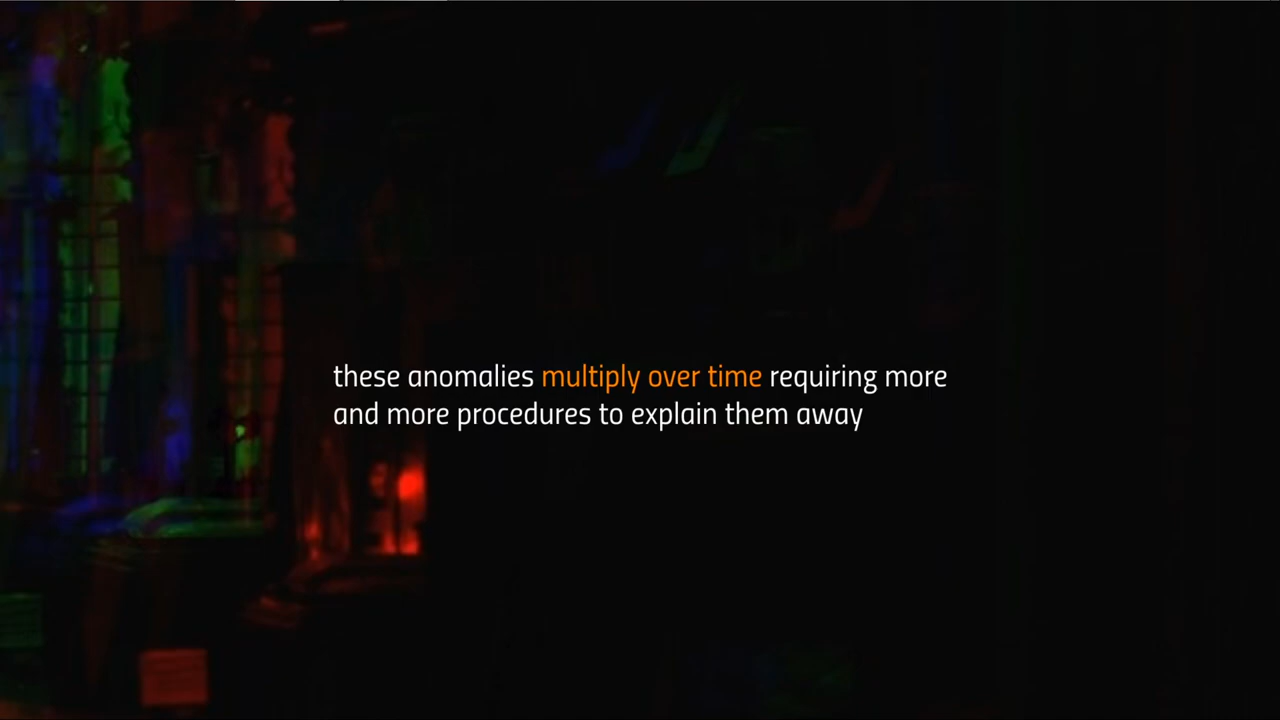 these anomalies multiply over time requiring more
and more procedures to explain them away